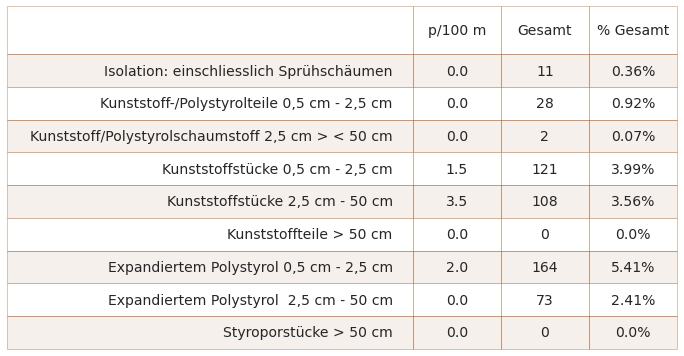 p/100 m Gesamt % Gesamt
Isolation: einschliesslich Sprühschäumen 0.0 11 0.36%
Kunststoff-/Polystyrolteile 0,5 cm - 2,5 cm 0.0 28 0.92%
Kunststoff/Polystyrolschaumstoff 2,5 cm > < 50 cm 0.0 2 0.07%
Kunststoffstücke 0,5 cm - 2,5 cm 1.5 121 3.99%
Kunststoffstücke 2,5 cm - 50 cm 3.5 108 3.56%
Kunststoffteile > 50 cm 0.0 0 0.0%
Expandiertem Polystyrol 0,5 cm - 2,5 cm 2.0 164 5.41%
Expandiertem Polystyrol  2,5 cm - 50 cm 0.0 73 2.41%
Styroporstücke > 50 cm 0.0 0 0.0%